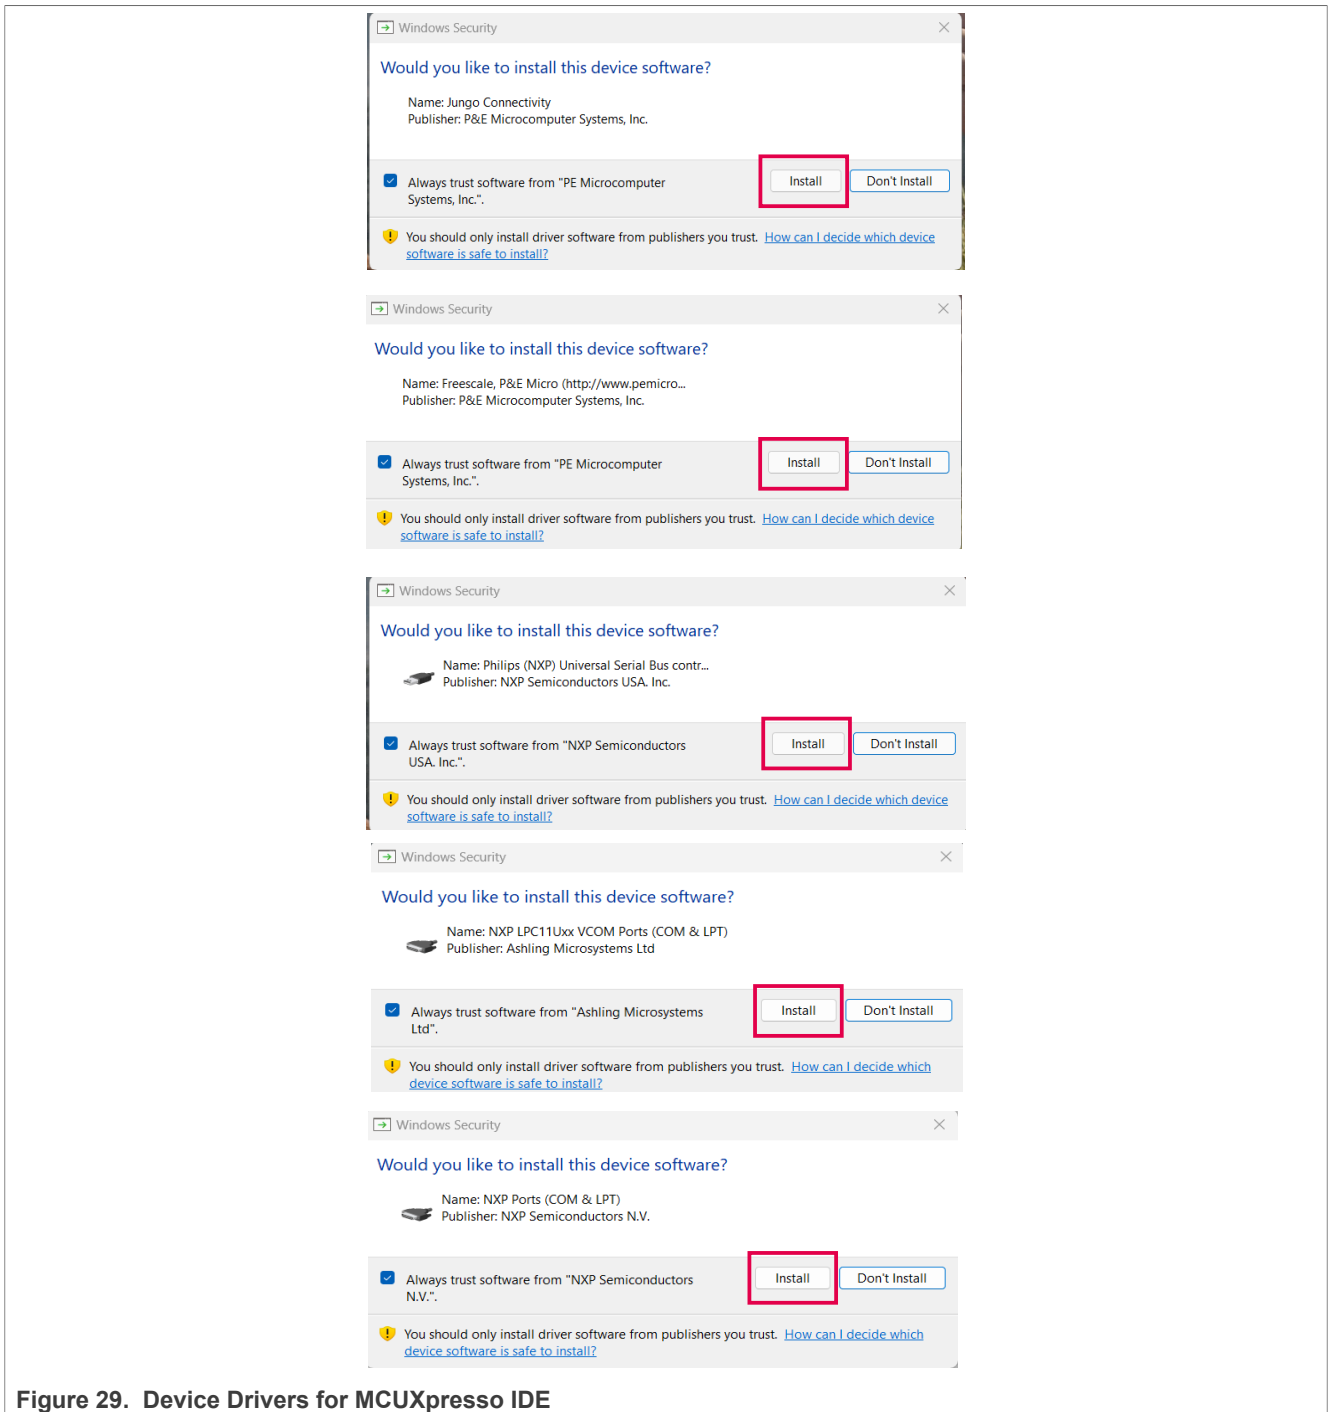 Windows Security
Would you like to install this device software?
Name: Jungo Connectivity
Publisher: P&E Microcomputer Systems, Inc.
Always trust software from "PE Microcomputer
Systems, Inc.".
Install
Don't Install
You should only install driver software from publishers you trust. How can I decide which device
software is safe to install?
Windows Security
Would you like to install this device software?
Name: Freescale, P&E Micro (http://www.pemicro...
Publisher: P&E Microcomputer Systems, Inc.
Always trust software from "PE Microcomputer
Systems, Inc.".
Install
Don't Install
You should only install driver software from publishers you trust. How can I decide which device
software is safe to install?
Windows Security
Would you like to install this device software?
Name: Philips (NXP) Universal Serial Bus contr...
Publisher: NXP Semiconductors USA. Inc.
Always trust software from "NXP Semiconductors
USA. Inc.".
Install
Don't Install
You should only install driver software from publishers you trust. How can I decide which device
software is safe to install?
Windows Security
Would you like to install this device software?
Name: NXP LPC11Uxx VCOM Ports (COM & LPT)
Publisher: Ashling Microsystems Ltd
Always trust software from "Ashling Microsystems
Ltd".
Install
Don't Install
You should only install driver software from publishers you trust. How can I decide which
device software is safe to install?
Windows Security
Would you like to install this device software?
Name: NXP Ports (COM & LPT)
Publisher: NXP Semiconductors N.V.
Always trust software from "NXP Semiconductors
N.V.".
Install
Don't Install
You should only install driver software from publishers you trust. How can I decide which
device software is safe to install?
Figure 29. Device Drivers for MCUXpresso IDE